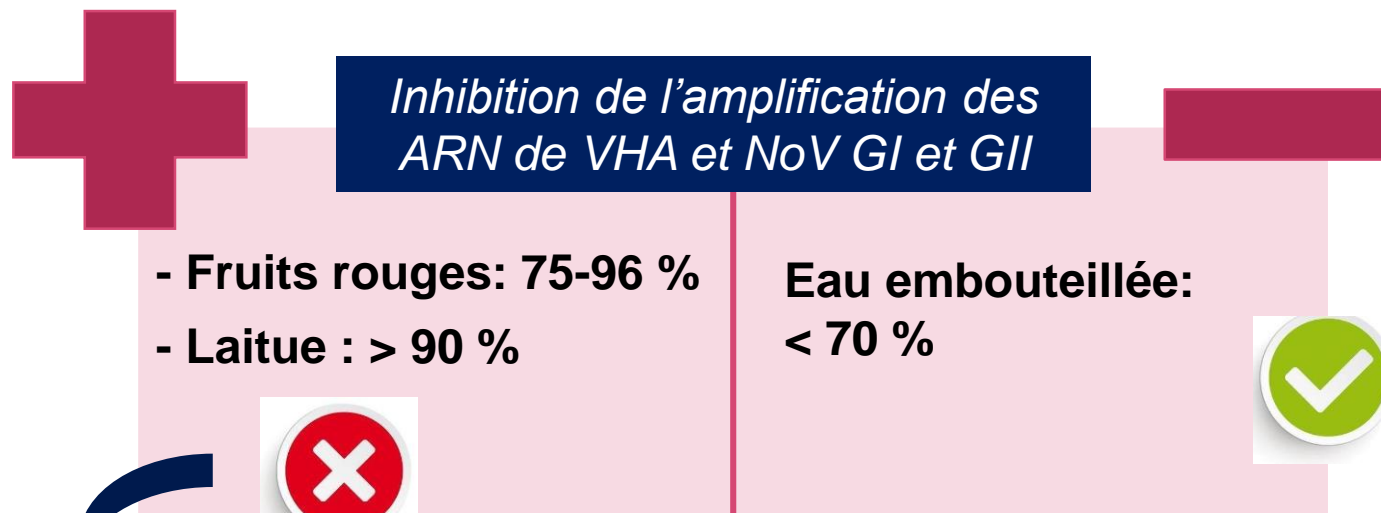 Inhibition de l’amplification des
ARN de VHA et NoV GI et GII
- Fruits rouges: 75-96 %
- Laitue : > 90 %
Eau embouteillée:
< 70 %